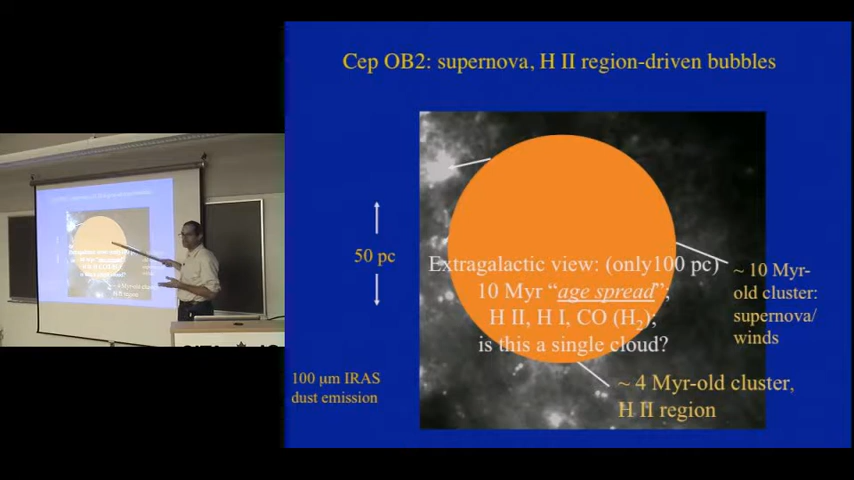 Cep OB2: supernova, H II region-driven bubbles
50 pc
Extragalactic view: (only100 pc)
10 Myr “age spread”;
H II, H I, CO (H2);
is this a single cloud?
~ 10 Myr-
old cluster:
supernova/
winds
100 μm IRAS
dust emission
~ 4 Myr-old cluster,
H II region